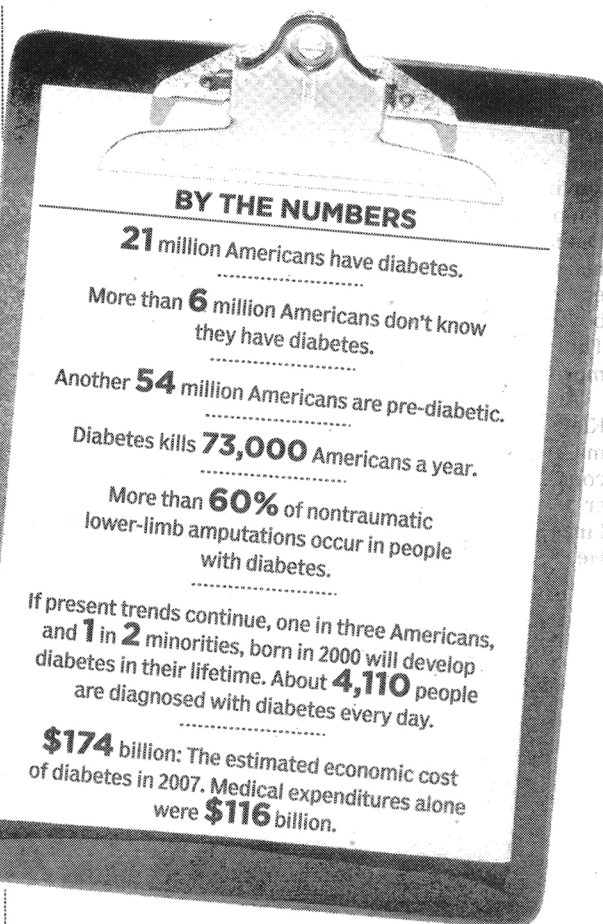 BY THE NUMBERS
21 million Americans have diabetes.
More than 6 million Americans don't know
they have diabetes.
Another 54 million Americans are pre-diabetic.
Diabetes kills 73,000 Americans a year.
More than 60% of nontraumatic
lower-limb amputations occur in people
with diabetes.
If present trends continue, one in three Americans,
and 1 in 2 minorities, born in 2000 will develop
diabetes in their lifetime. About 4,110 people
are diagnosed with diabetes every day.
$174 billion: The estimated economic cost
of diabetes in 2007. Medical expenditures alone
were $116 billion.